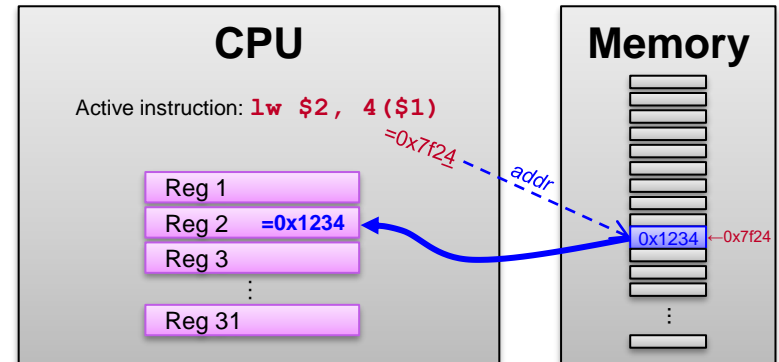 CPU
Active instruction: lw $2, 4($1)
=0x7f24
addr
Reg 1
Reg 2 =0x1234
Reg 3
⋮
Reg 31
Memory
0x1234 ←0x7f24
⋮